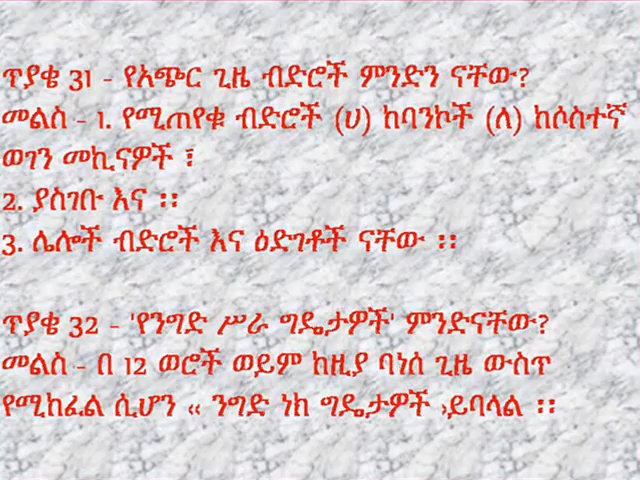 ጥያቄ 31 - የአጭር ጊዜ ብድሮች ምንድን ናቸው?
መልስ - 1. የሚጠየቁ ብድሮች (ሀ) ከባንኮች (ለ) ከሶስተኛ
ወገን መኪናዎች ፣
2. ያስገቡ እና ፡፡
3. ሌሎች ብድሮች እና ዕድገቶች ናቸው ፡፡
ጥያቄ 32 - 'የንግድ ሥራ ግዴታዎች' ምንድናቸው?
መልስ - በ 12 ወሮች ወይም ከዚያ ባነሰ ጊዜ ውስጥ
የሚከፈል ሲሆን ‹‹ ንግድ ነክ ግዴታዎች ›ይባላል ፡፡